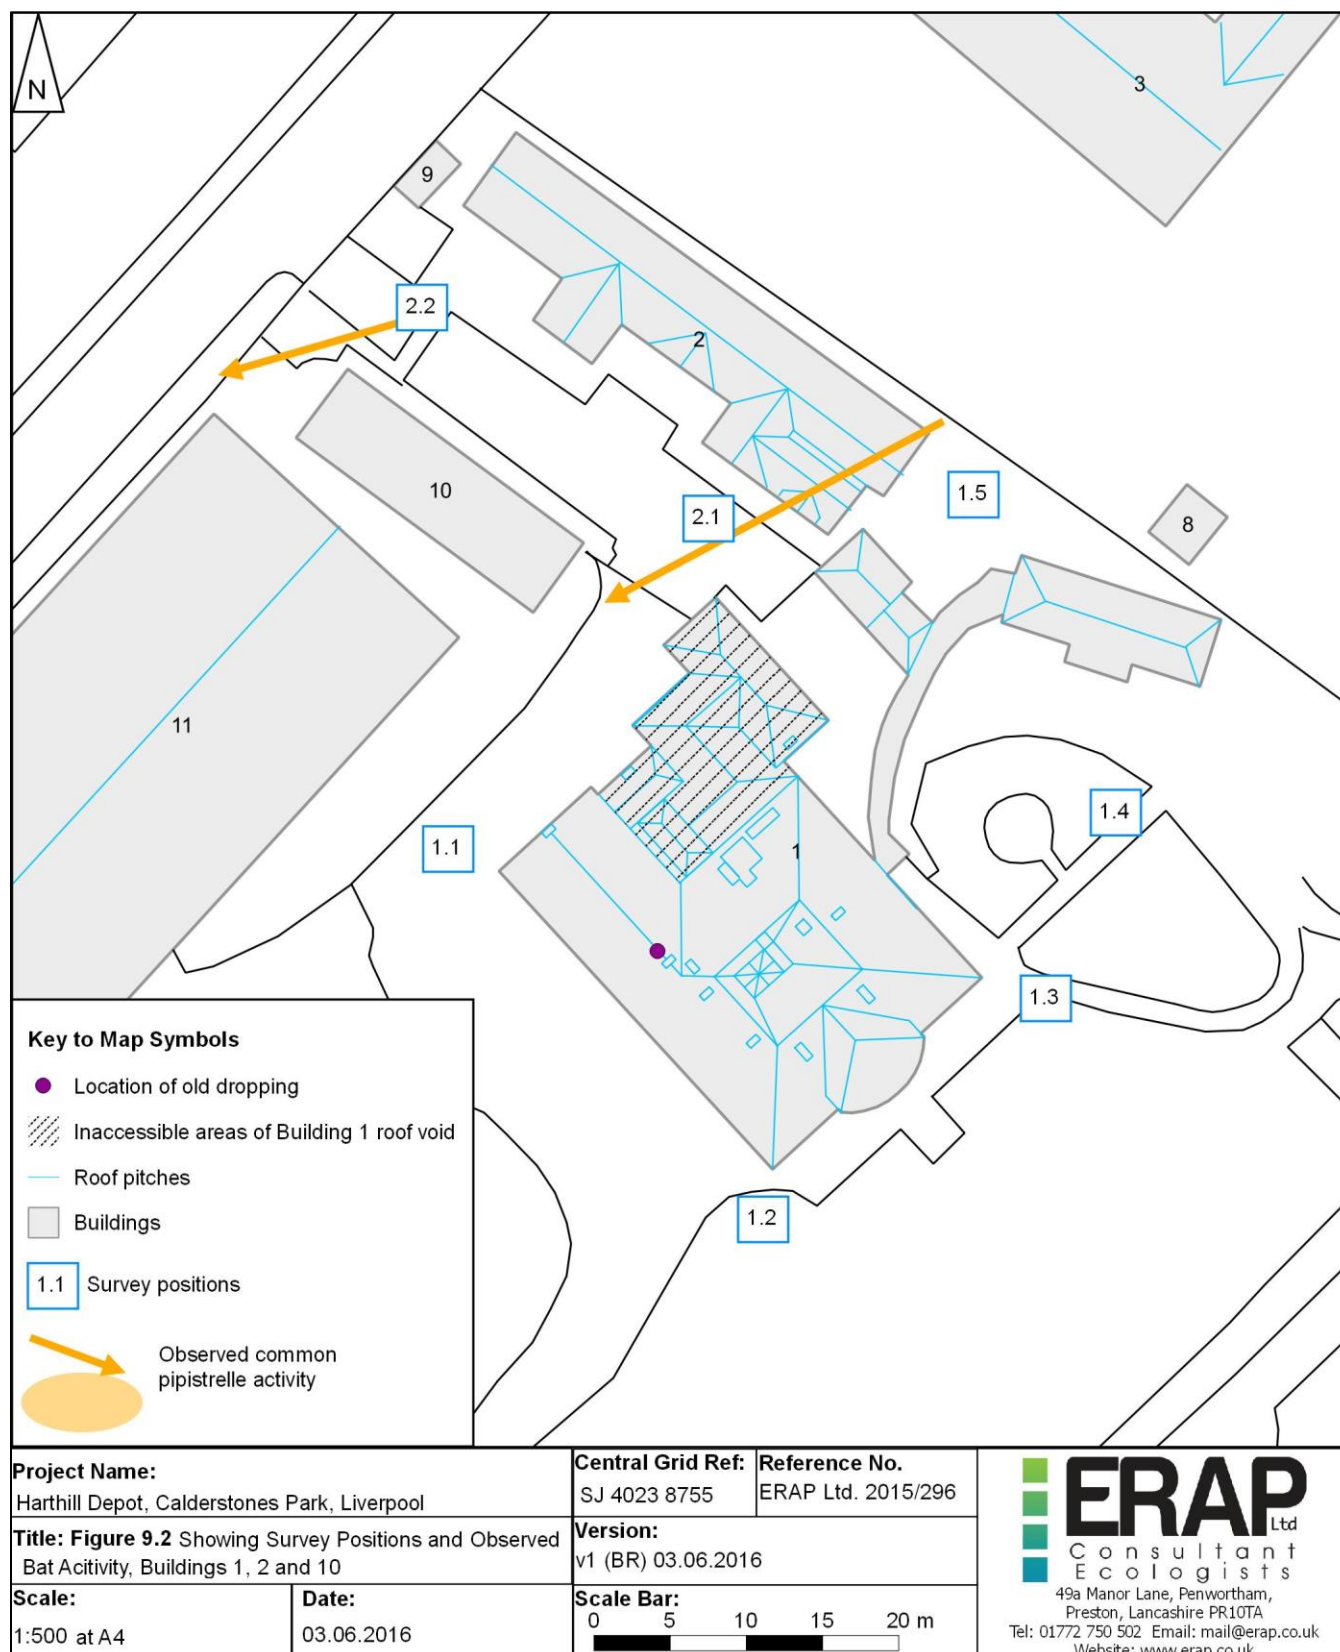 N
3
9
2.2
2
10
2.1
1.5
8
11
1.1
1
1.4
1.3
1.2
Key to Map Symbols
Location of old dropping
Inaccessible areas of Building 1 roof void
Roof pitches
Buildings
1.1 Survey positions
Observed common
pipistrelle activity
Project Name:
Harthill Depot, Calderstones Park, Liverpool
Title: Figure 9.2 Showing Survey Positions and Observed
Bat Acitivity, Buildings 1, 2 and 10
Scale:
1:500 at A4
Date:
03.06.2016
Central Grid Ref:
SJ 4023 8755
Reference No.
ERAP Ltd. 2015/296
Version:
v1 (BR) 03.06.2016
Scale Bar:
0 5 10 15 20 m
ERAP Ltd
Consultant
Ecologists
49a Manor Lane, Penwortham,
Preston, Lancashire PR10TA
Tel: 01772 750 502 Email: mail@erap.co.uk
Website: www.erap.co.uk